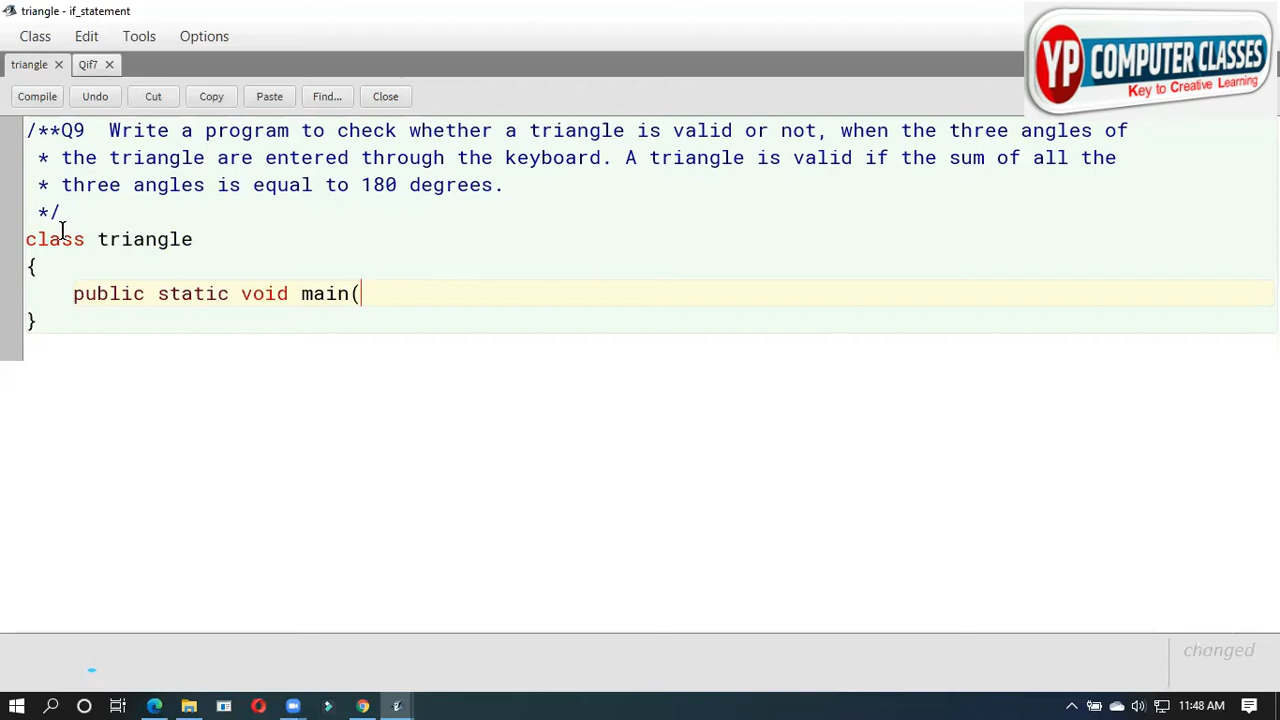 triangle - if_statement
Class Edit Tools Options
triangle Qif7
Compile Undo Cut Copy Paste Find... Close
YP COMPUTER CLASSES
Key to Creative Learning
/**Q9 Write a program to check whether a triangle is valid or not, when the three angles of
* the triangle are entered through the keyboard. A triangle is valid if the sum of all the
* three angles is equal to 180 degrees.
*/
class triangle
{
public static void main(
}
changed
11:48 AM